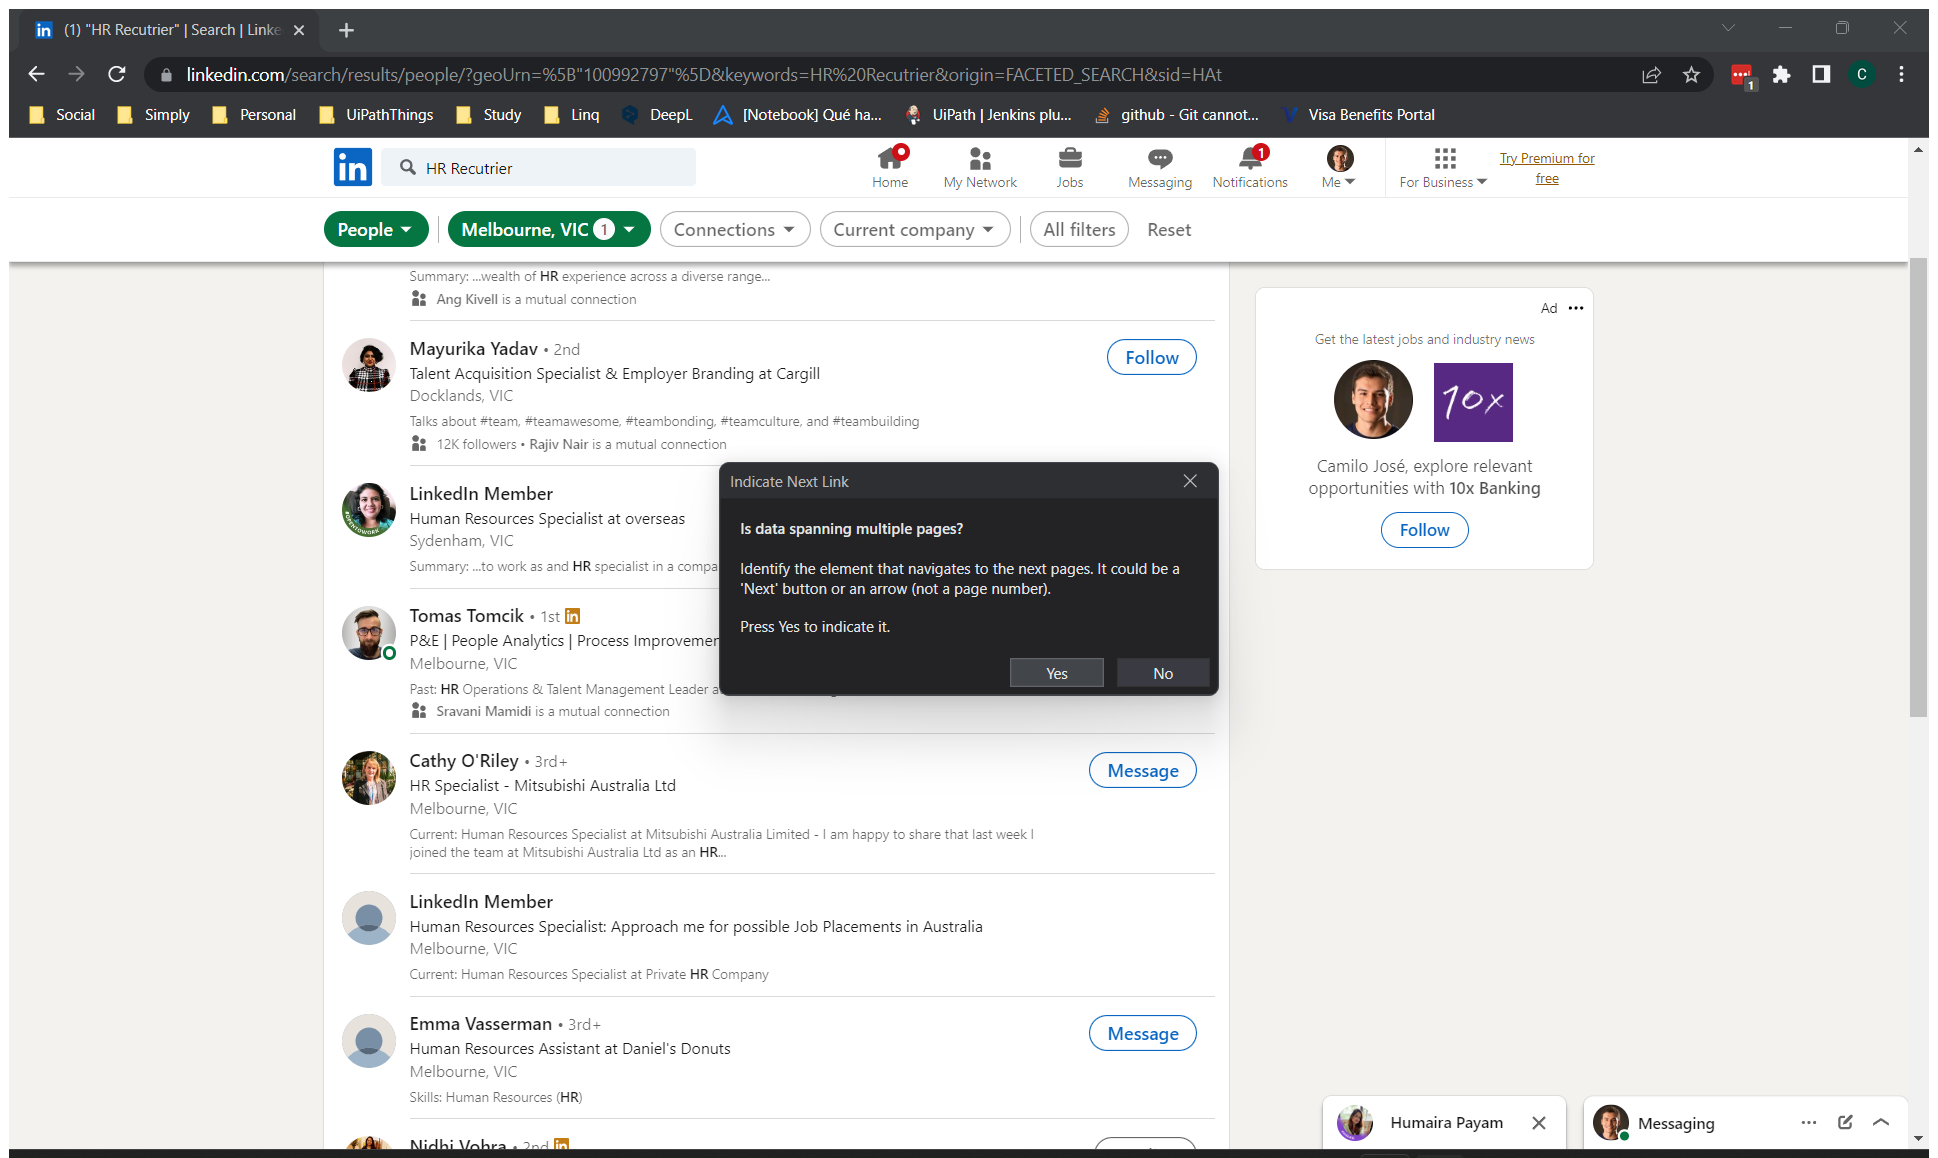 (1) "HR Recutrier" | Search | Linke
linkedin.com/search/results/people/?geoUrn=%5B"100992797"%5D&keywords=HR%20Recutrier&origin=FACETED_SEARCH&sid=HAt
1
C
Social
Simply
Personal
UiPathThings
Study
Linq
DeepL
[Notebook] Qué ha...
UiPath | Jenkins plu...
github - Git cannot...
Visa Benefits Portal
in
HR Recutrier
Home
My Network
Jobs
Messaging
1
Notifications
Me
For Business
Try Premium for
free
People
Melbourne, VIC 1
Connections
Current company
All filters
Reset
Summary: ...wealth of HR experience across a diverse range...
Ang Kivell is a mutual connection
Mayurika Yadav • 2nd
Talent Acquisition Specialist & Employer Branding at Cargill
Docklands, VIC
Talks about #team, #teamawesome, #teambonding, #teamculture, and #teambuilding
12K followers • Rajiv Nair is a mutual connection
Follow
LinkedIn Member
Human Resources Specialist at overseas
Sydenham, VIC
Summary: ...to work as and HR specialist in a compa
#OPENTOWORK
Tomas Tomcik • 1st in
P&E | People Analytics | Process Improvemen
Melbourne, VIC
Past: HR Operations & Talent Management Leader a
Sravani Mamidi is a mutual connection
Indicate Next Link
Is data spanning multiple pages?
Identify the element that navigates to the next pages. It could be a
'Next' button or an arrow (not a page number).
Press Yes to indicate it.
Yes
No
Cathy O'Riley • 3rd+
HR Specialist - Mitsubishi Australia Ltd
Melbourne, VIC
Current: Human Resources Specialist at Mitsubishi Australia Limited - I am happy to share that last week I
joined the team at Mitsubishi Australia Ltd as an HR...
Message
LinkedIn Member
Human Resources Specialist: Approach me for possible Job Placements in Australia
Melbourne, VIC
Current: Human Resources Specialist at Private HR Company
Emma Vasserman • 3rd+
Human Resources Assistant at Daniel's Donuts
Melbourne, VIC
Skills: Human Resources (HR)
Message
Nidhi Vohra • 2nd in
Ad
Get the latest jobs and industry news
10x
Camilo José, explore relevant
opportunities with 10x Banking
Follow
Humaira Payam
Messaging